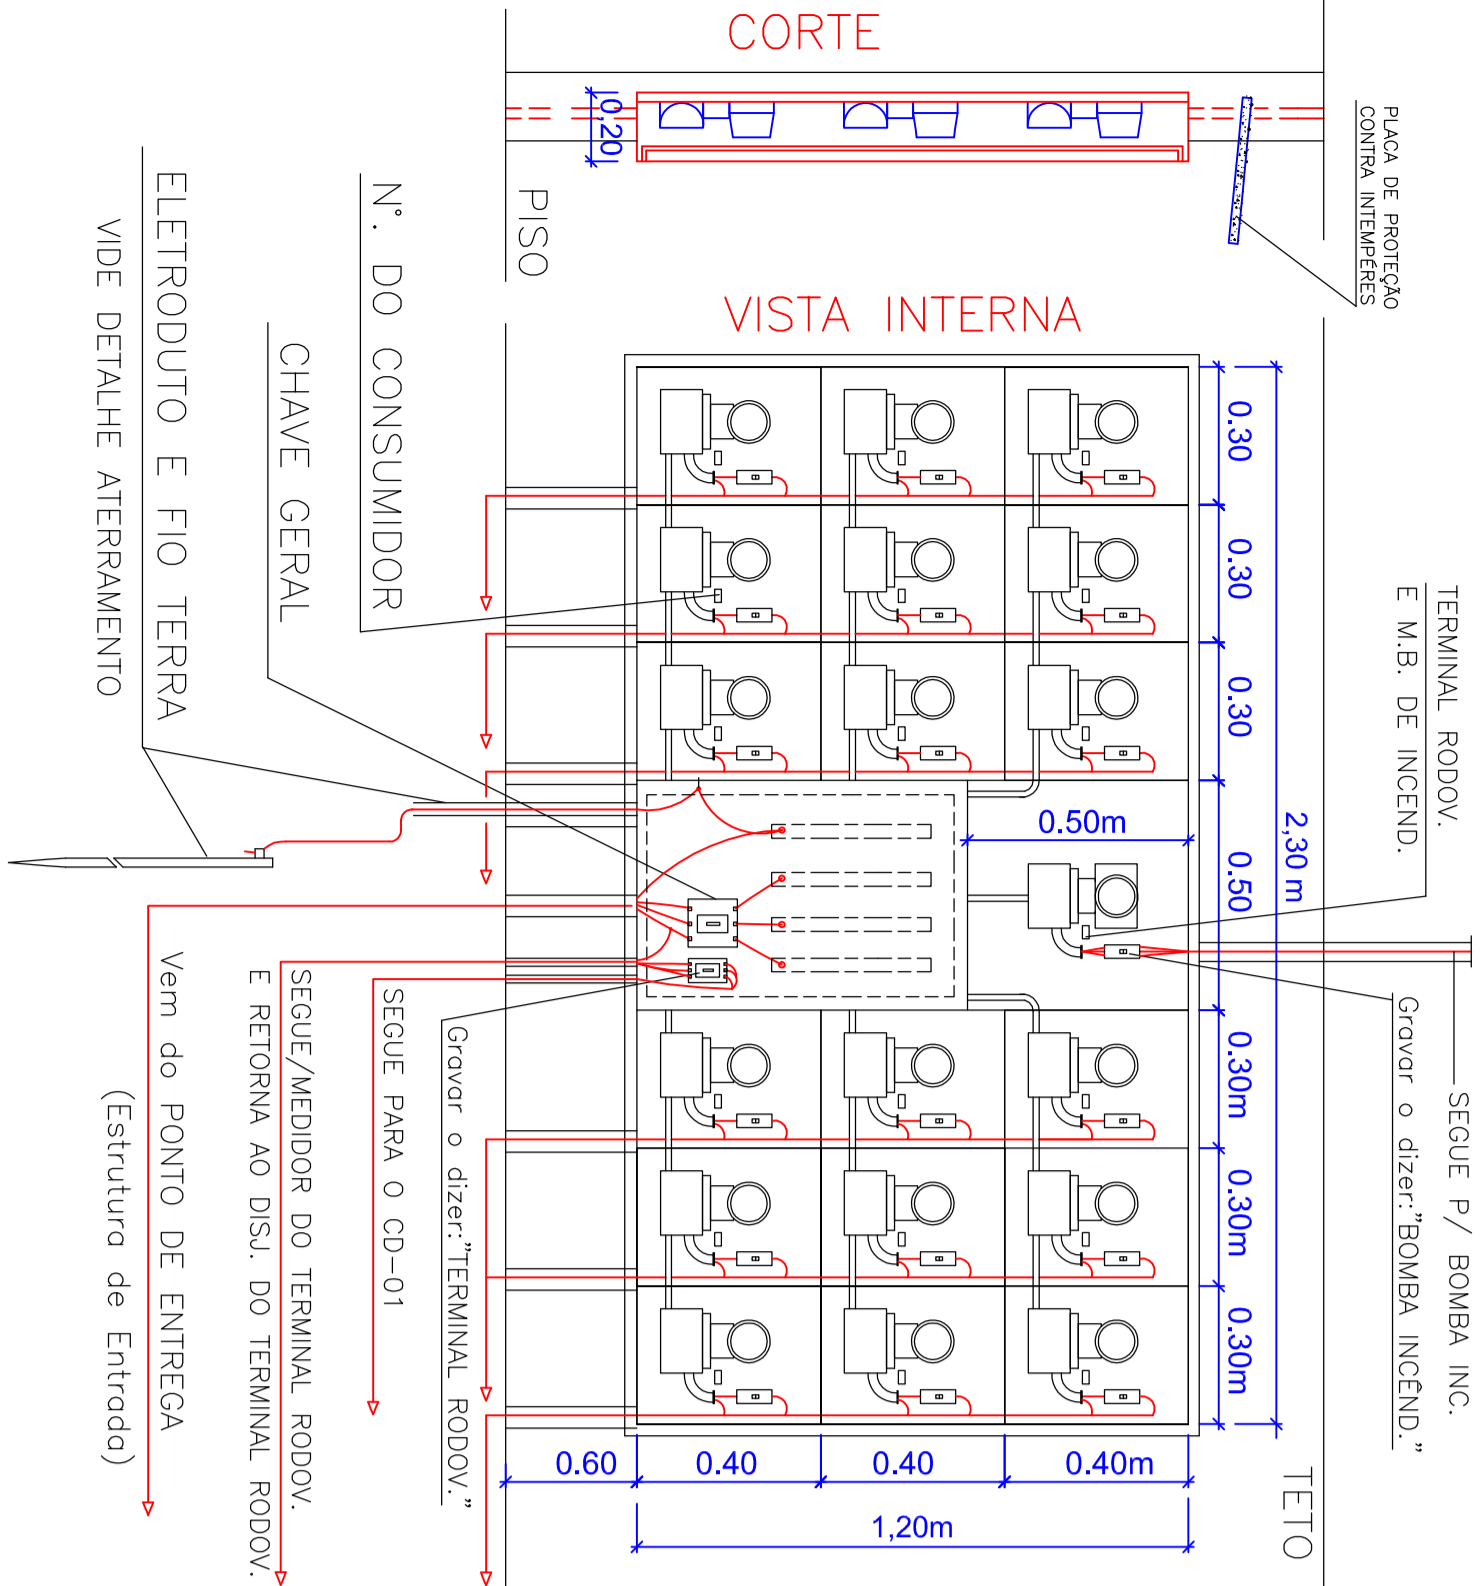 CORTE
PLACA DE PROTEÇÃO
CONTRA INTEMPÉRES
0,20
PISO
VISTA INTERNA
N°. DO CONSUMIDOR
CHAVE GERAL
ELETRODUTO E FIO TERRA
VIDE DETALHE ATERRAMENTO
0.30
0.30
0.30
0.50
0.30m
0.30m
0.30m
2,30 m
0.50m
TERMINAL RODOV.
E M.B. DE INCEND.
SEGUE P/ BOMBA INC.
Gravar o dizer:"BOMBA INCÊND."
TETO
Gravar o dizer:"TERMINAL RODOV."
SEGUE PARA O CD-01
SEGUE/MEDIDOR DO TERMINAL RODOV.
E RETORNA AO DISJ. DO TERMINAL RODOV.
Vem do PONTO DE ENTREGA
(Estrutura de Entrada)
0.60
0.40
0.40
0.40m
1,20m